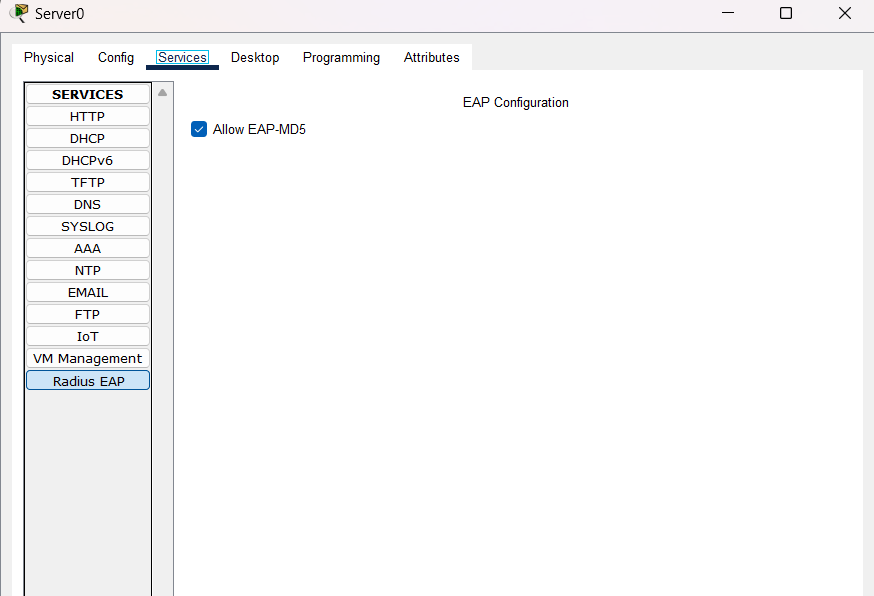 Server0
Physical Config Services Desktop Programming Attributes
SERVICES
HTTP
DHCP
DHCPv6
TFTP
DNS
SYSLOG
AAA
NTP
EMAIL
FTP
IoT
VM Management
Radius EAP
EAP Configuration
Allow EAP-MD5